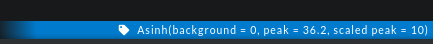 Asinh(background = 0, peak = 36.2, scaled peak = 10)